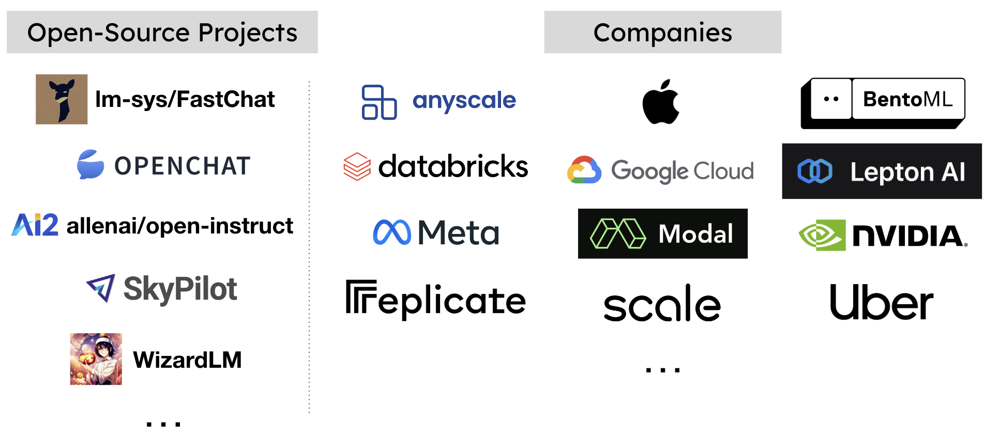 Open-Source Projects
Companies
lm-sys/FastChat
OPENCHAT
Ai2 allenai/open-instruct
SkyPilot
WizardLM
...
anyscale
BentoML
databricks
Google Cloud
Lepton AI
Meta
Modal
NVIDIA®
replicate
scale
Uber
...